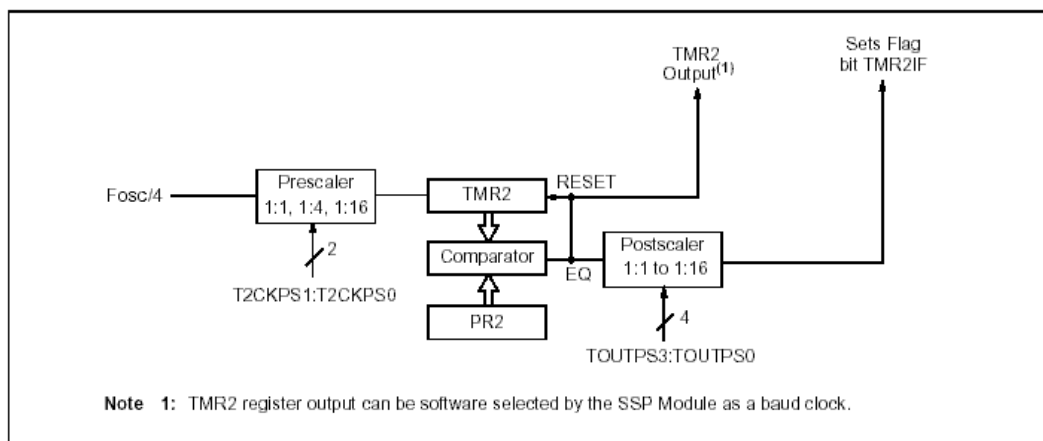 TMR2
Output(1)
Sets Flag
bit TMR2IF
Fosc/4
Prescaler
1:1, 1:4, 1:16
2
T2CKPS1:T2CKPS0
TMR2
RESET
Comparator
EQ
Postscaler
1:1 to 1:16
PR2
4
TOUTPS3:TOUTPS0
Note 1: TMR2 register output can be software selected by the SSP Module as a baud clock.